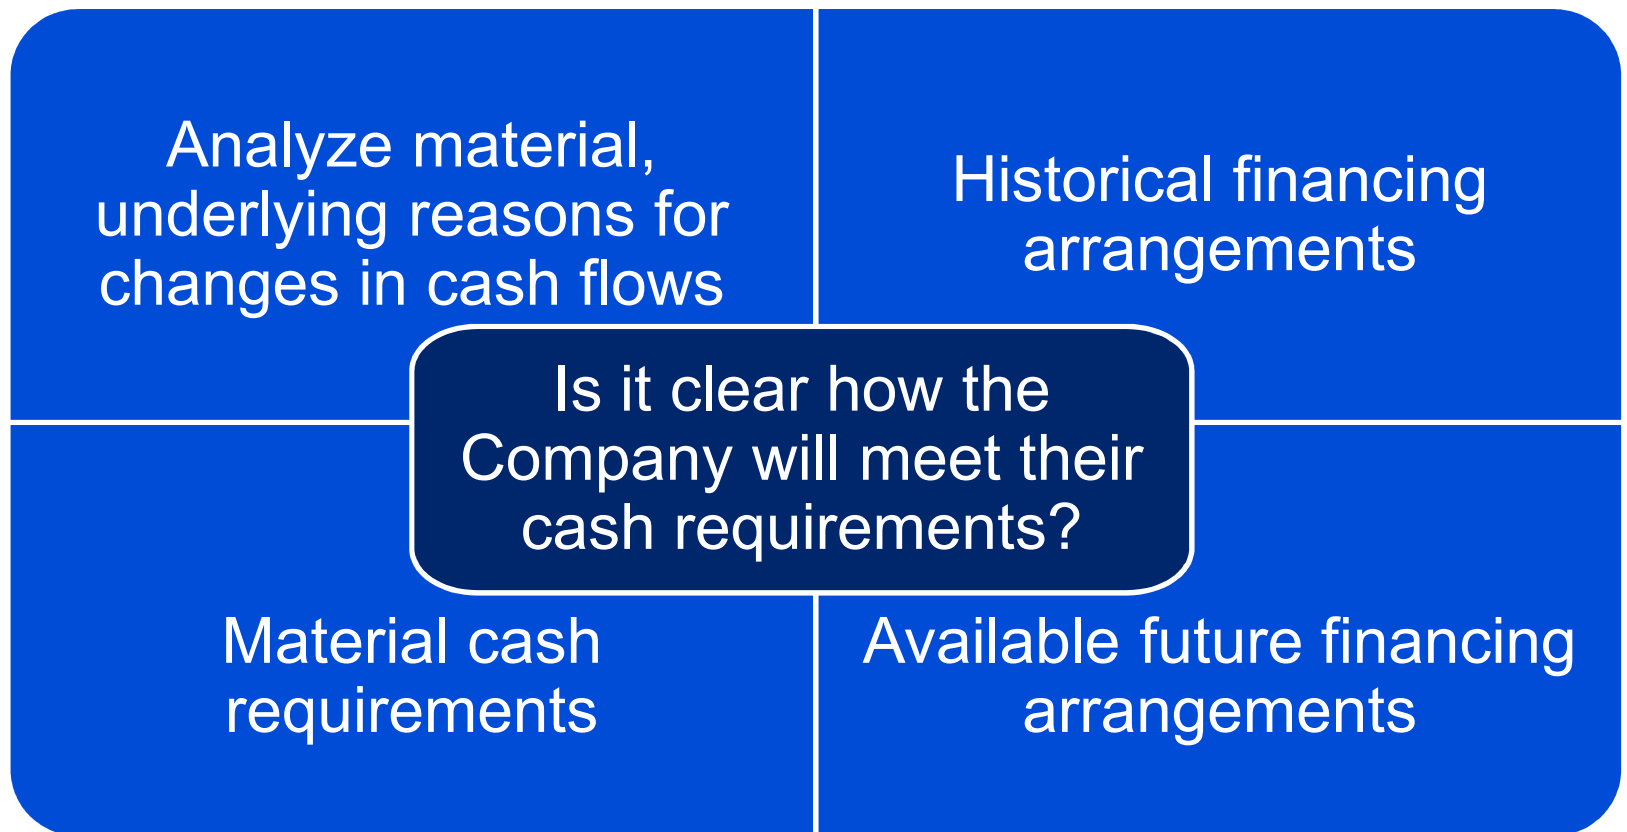 Analyze material,
underlying reasons for
changes in cash flows
Historical financing
arrangements
Is it clear how the
Company will meet their
cash requirements?
Material cash
requirements
Available future financing
arrangements